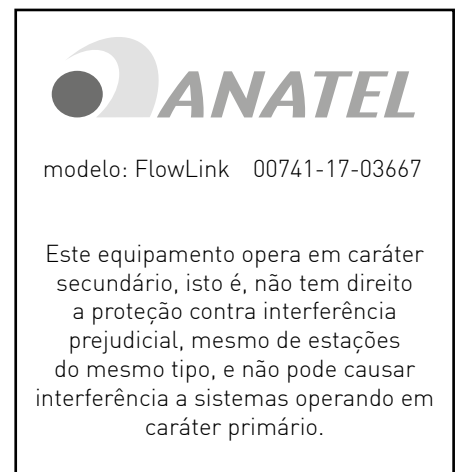 ANATEL
modelo: FlowLink 00741-17-03667
Este equipamento opera em caráter
secundário, isto é, não tem direito
a proteção contra interferência
prejudicial, mesmo de estações
do mesmo tipo, e não pode causar
interferência a sistemas operando em
caráter primário.